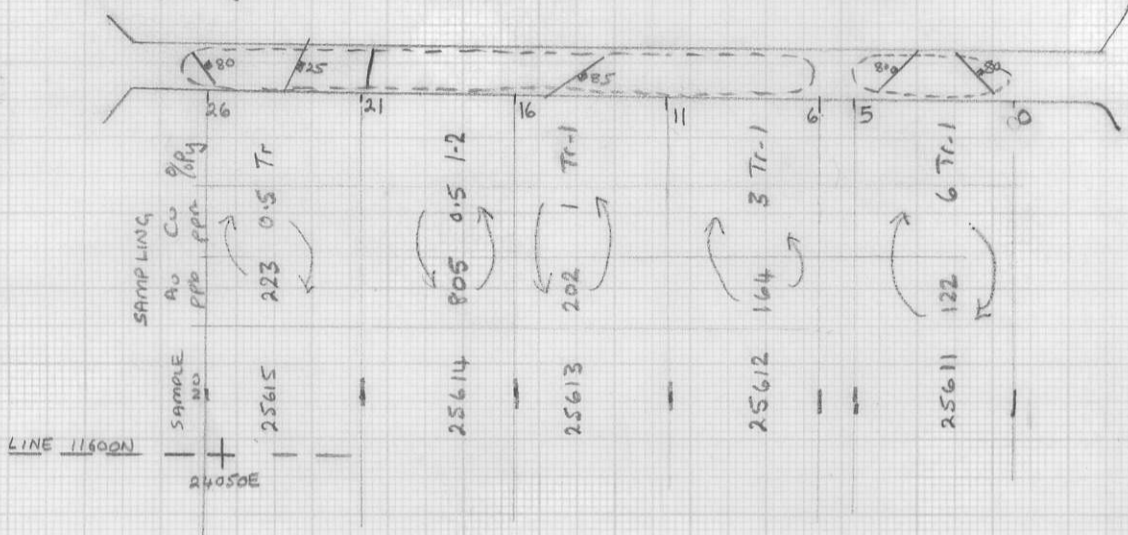 80 25 85 80 80
26 21 16 11 6 5 0
SAMPLING
%Py Tr 1-2 Tr-1 Tr-1 Tr-1
Cu ppm 0.5 0.5 1 3 6
Au ppb 223 805 202 164 122
SAMPLE NO 25615 25614 25613 25612 25611
LINE 11600N
24050E